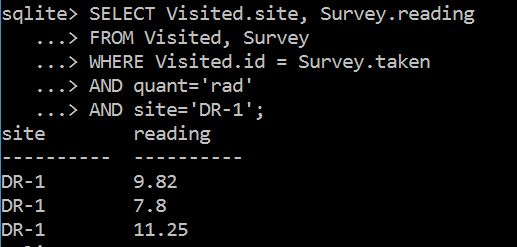 sqlite> SELECT Visited.site, Survey.reading
   ...> FROM Visited, Survey
   ...> WHERE Visited.id = Survey.taken
   ...> AND quant='rad'
   ...> AND site='DR-1';
site        reading
----------  ----------
DR-1        9.82
DR-1        7.8
DR-1        11.25